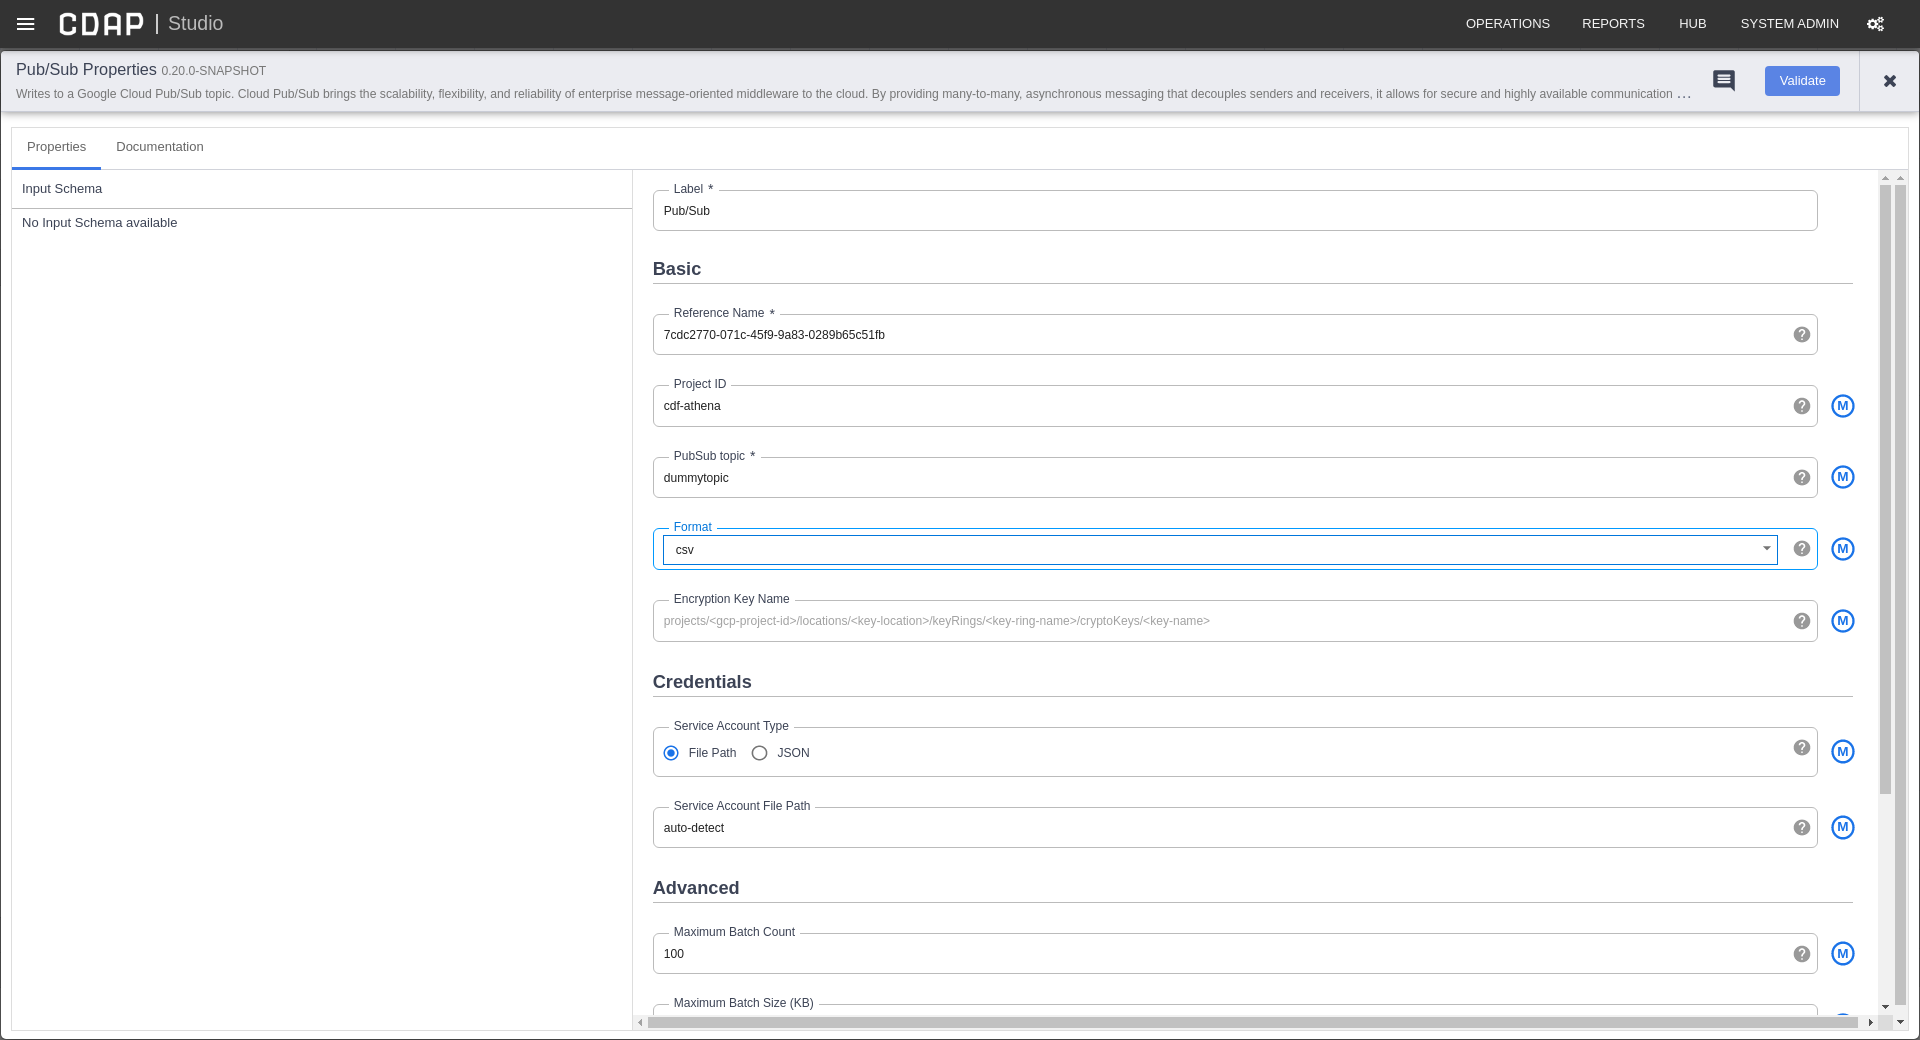 CDAP | Studio
OPERATIONS REPORTS HUB SYSTEM ADMIN
Pub/Sub Properties 0.20.0-SNAPSHOT
Writes to a Google Cloud Pub/Sub topic. Cloud Pub/Sub brings the scalability, flexibility, and reliability of enterprise message-oriented middleware to the cloud. By providing many-to-many, asynchronous messaging that decouples senders and receivers, it allows for secure and highly available communication ...
Validate
Properties Documentation
Input Schema
No Input Schema available
Label *
Pub/Sub
Basic
Reference Name *
7cdc2770-071c-45f9-9a83-0289b65c51fb
Project ID
cdf-athena
M
PubSub topic *
dummytopic
M
Format
csv
M
Encryption Key Name
projects/<gcp-project-id>/locations/<key-location>/keyRings/<key-ring-name>/cryptoKeys/<key-name>
M
Credentials
Service Account Type
File Path JSON
M
Service Account File Path
auto-detect
M
Advanced
Maximum Batch Count
100
M
Maximum Batch Size (KB)